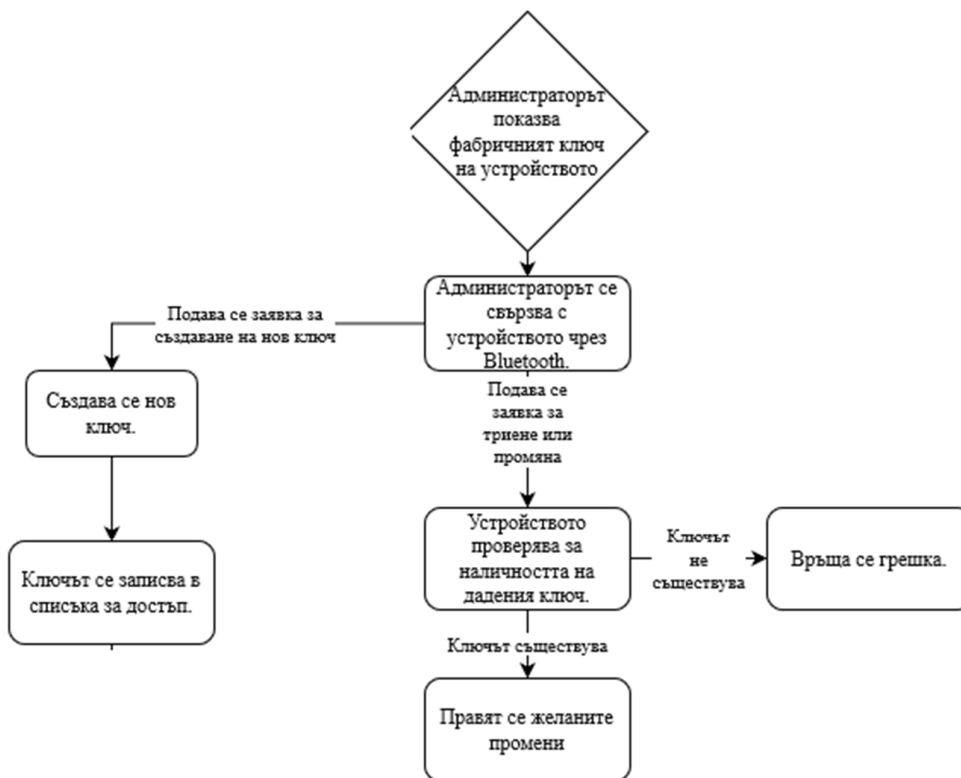 Администраторът
показва
фабричният ключ
на устройството
Администраторът се
свързва с
устройството чрез
Bluetooth.
Подава се заявка за
създаване на нов ключ
Създава се нов
ключ.
Ключът се записва в
списъка за достъп.
Подава се
заявка за
триене или
промяна
Устройството
проверява за
наличността на
дадения ключ.
Ключът
не
съществува
Връща се грешка.
Ключът съществува
Правят се желаните
промени